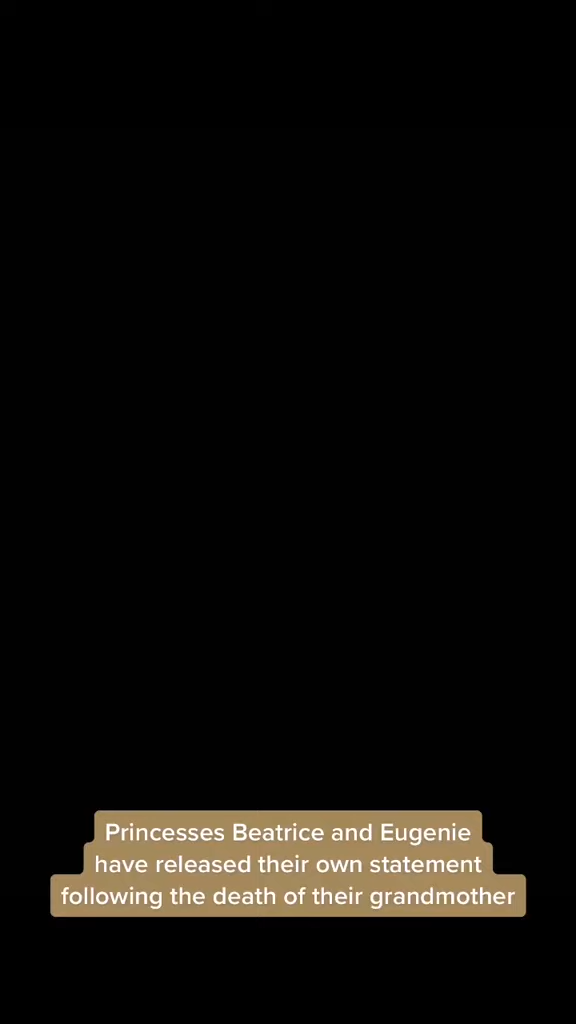 Princesses Beatrice and Eugenie
have released their own statement
following the death of their grandmother